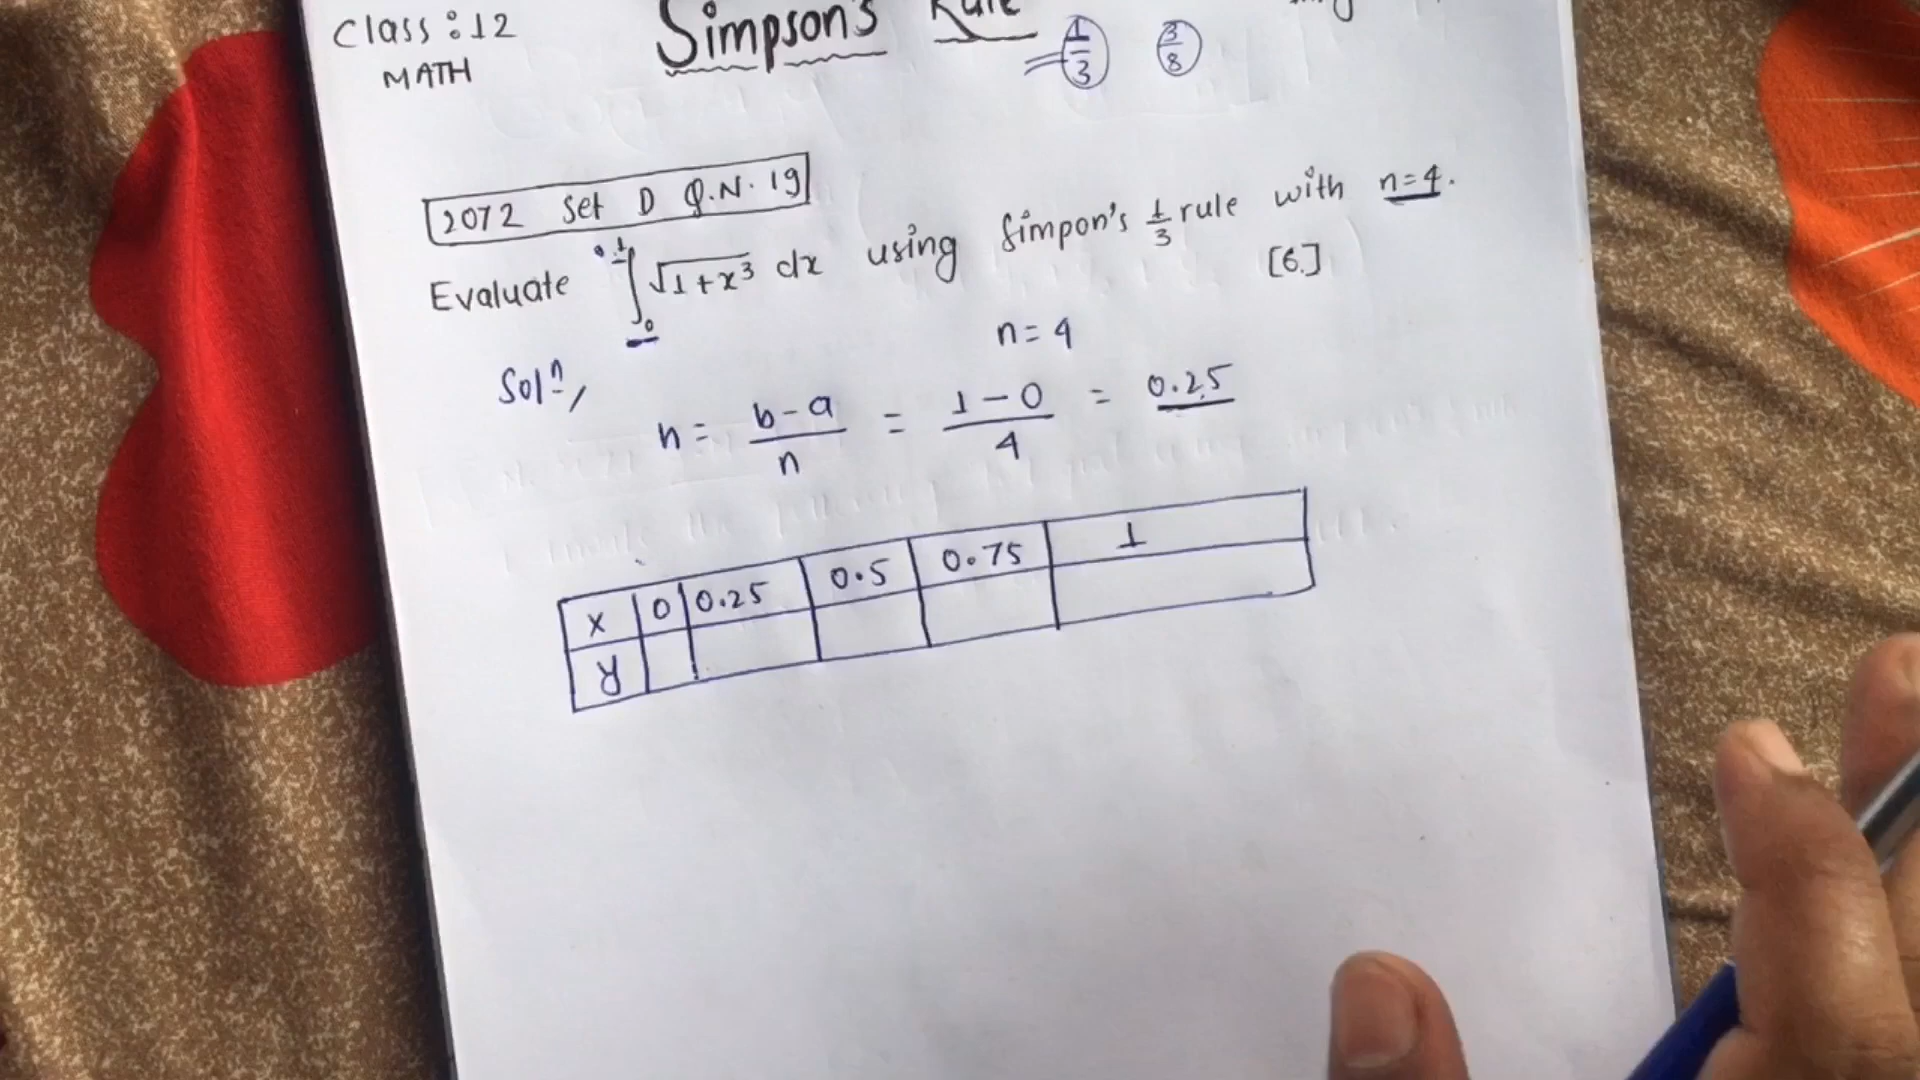 Class : 12
Simpson's Rule
MATH
1/3 3/8
2072 Set D Q.N. 19
Evaluate ∫₀¹ √1+x³ dx using Simpon's 1/3 rule with n=4.
[6.]
Solⁿ,
n=4
h = b-a/n = 1-0/4 = 0.25
x 0 0.25 0.5 0.75 1
y